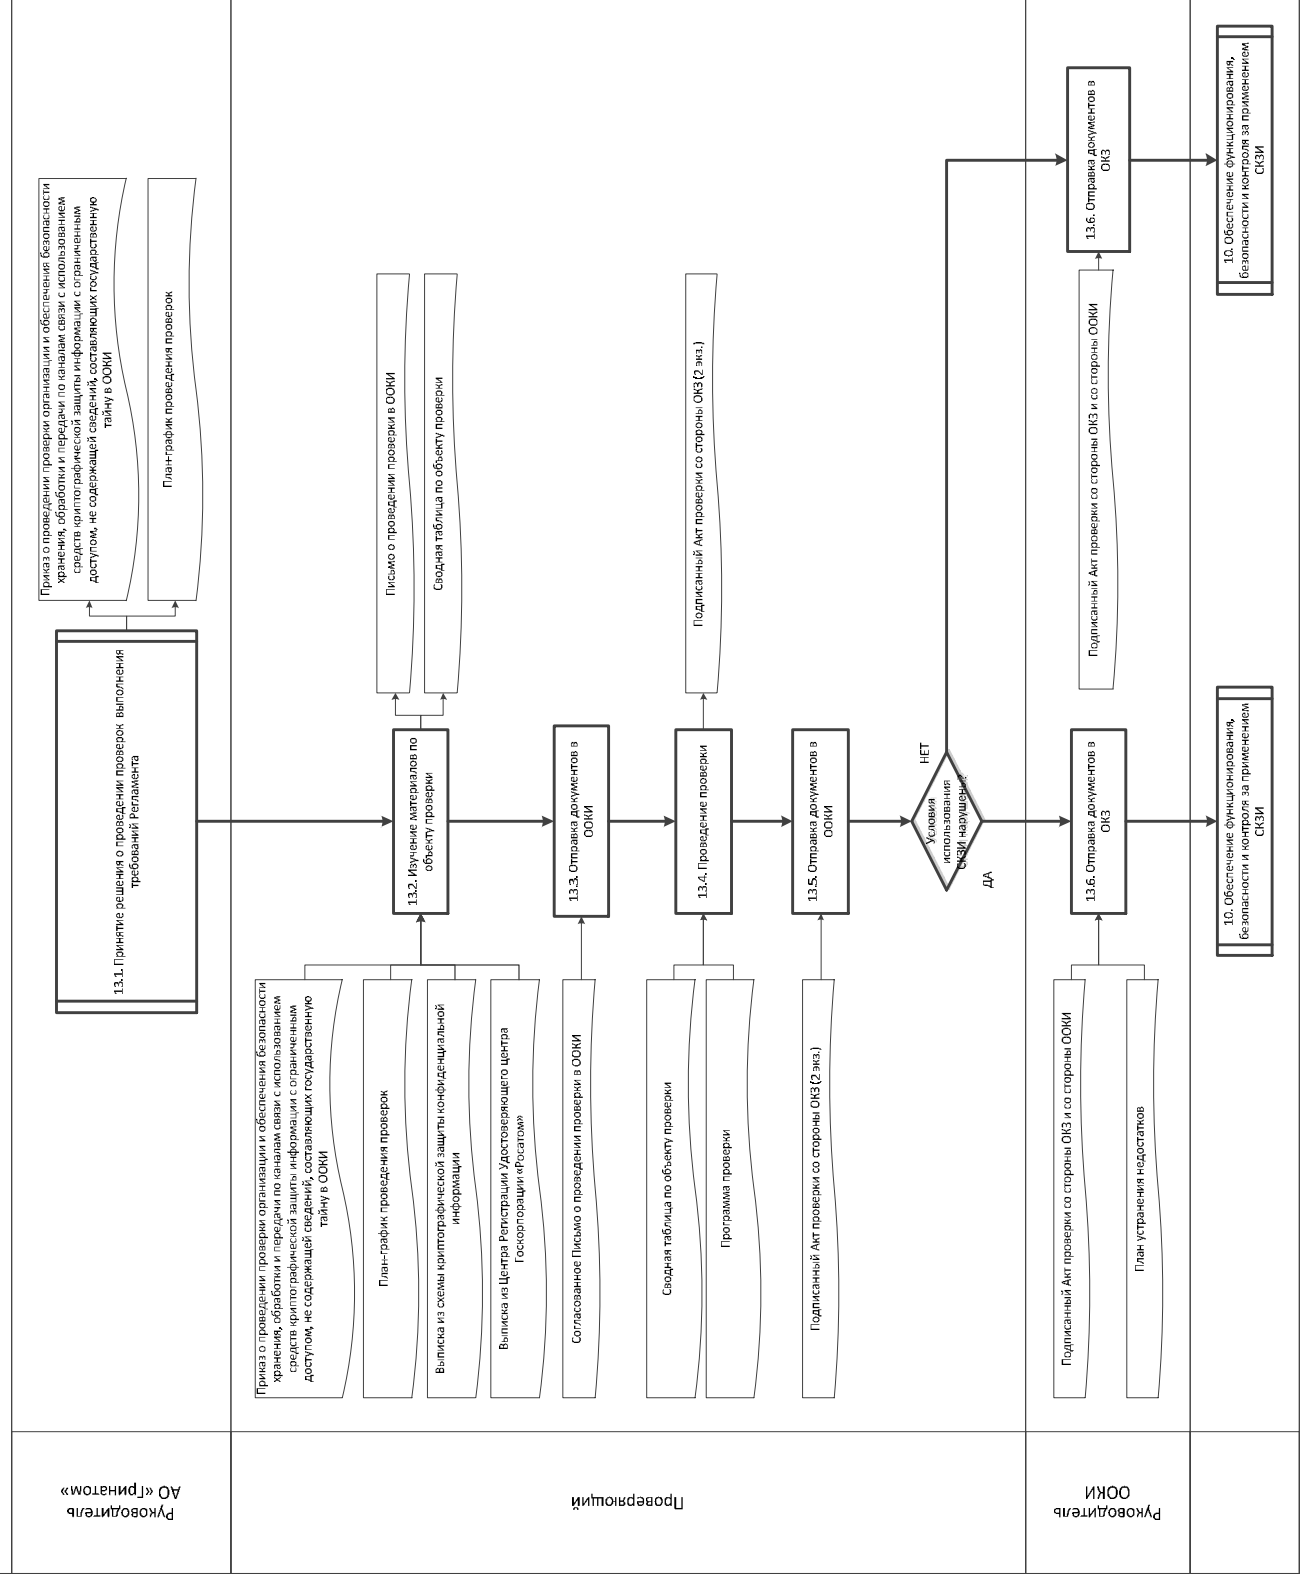 Руководитель
АО «Гринатом»
13.1. Принятие решения о проведении проверок выполнения
требований Регламента
Приказ о проведении проверки организации и обеспечения безопасности
хранения, обработки и передачи по каналам связи с использованием
средств криптографической защиты информации с ограниченным
доступом, не содержащей сведений, составляющих государственную
тайну в ООКИ
План-график проведения проверок
Проверяющий
Приказ о проведении проверки организации и обеспечения безопасности
хранения, обработки и передачи по каналам связи с использованием
средств криптографической защиты информации с ограниченным
доступом, не содержащей сведений, составляющих государственную
тайну в ООКИ
План-график проведения проверок
Выписка из схемы криптографической защиты конфиденциальной
информации
Выписка из Центра Регистрации Удостоверяющего центра
Госкорпорации «Росатом»
13.2. Изучение материалов по
объекту проверки
Письмо о проведении проверки в ООКИ
Сводная таблица по объекту проверки
Согласованное Письмо о проведении проверки в ООКИ
13.3. Отправка документов в
ООКИ
Сводная таблица по объекту проверки
Программа проверки
13.4. Проведение проверки
Подписанный Акт проверки со стороны ОКЗ (2 экз.)
Подписанный Акт проверки со стороны ОКЗ (2 экз.)
13.5. Отправка документов в
ООКИ
Условия
использования
СКЗИ нарушены?
НЕТ
ДА
Руководитель
ООКИ
Подписанный Акт проверки со стороны ОКЗ и со стороны ООКИ
План устранения недостатков
13.6. Отправка документов в
ОКЗ
Подписанный Акт проверки со стороны ОКЗ и со стороны ООКИ
13.6. Отправка документов в
ОКЗ
10. Обеспечение функционирования,
безопасности и контроля за применением
СКЗИ
10. Обеспечение функционирования,
безопасности и контроля за применением
СКЗИ